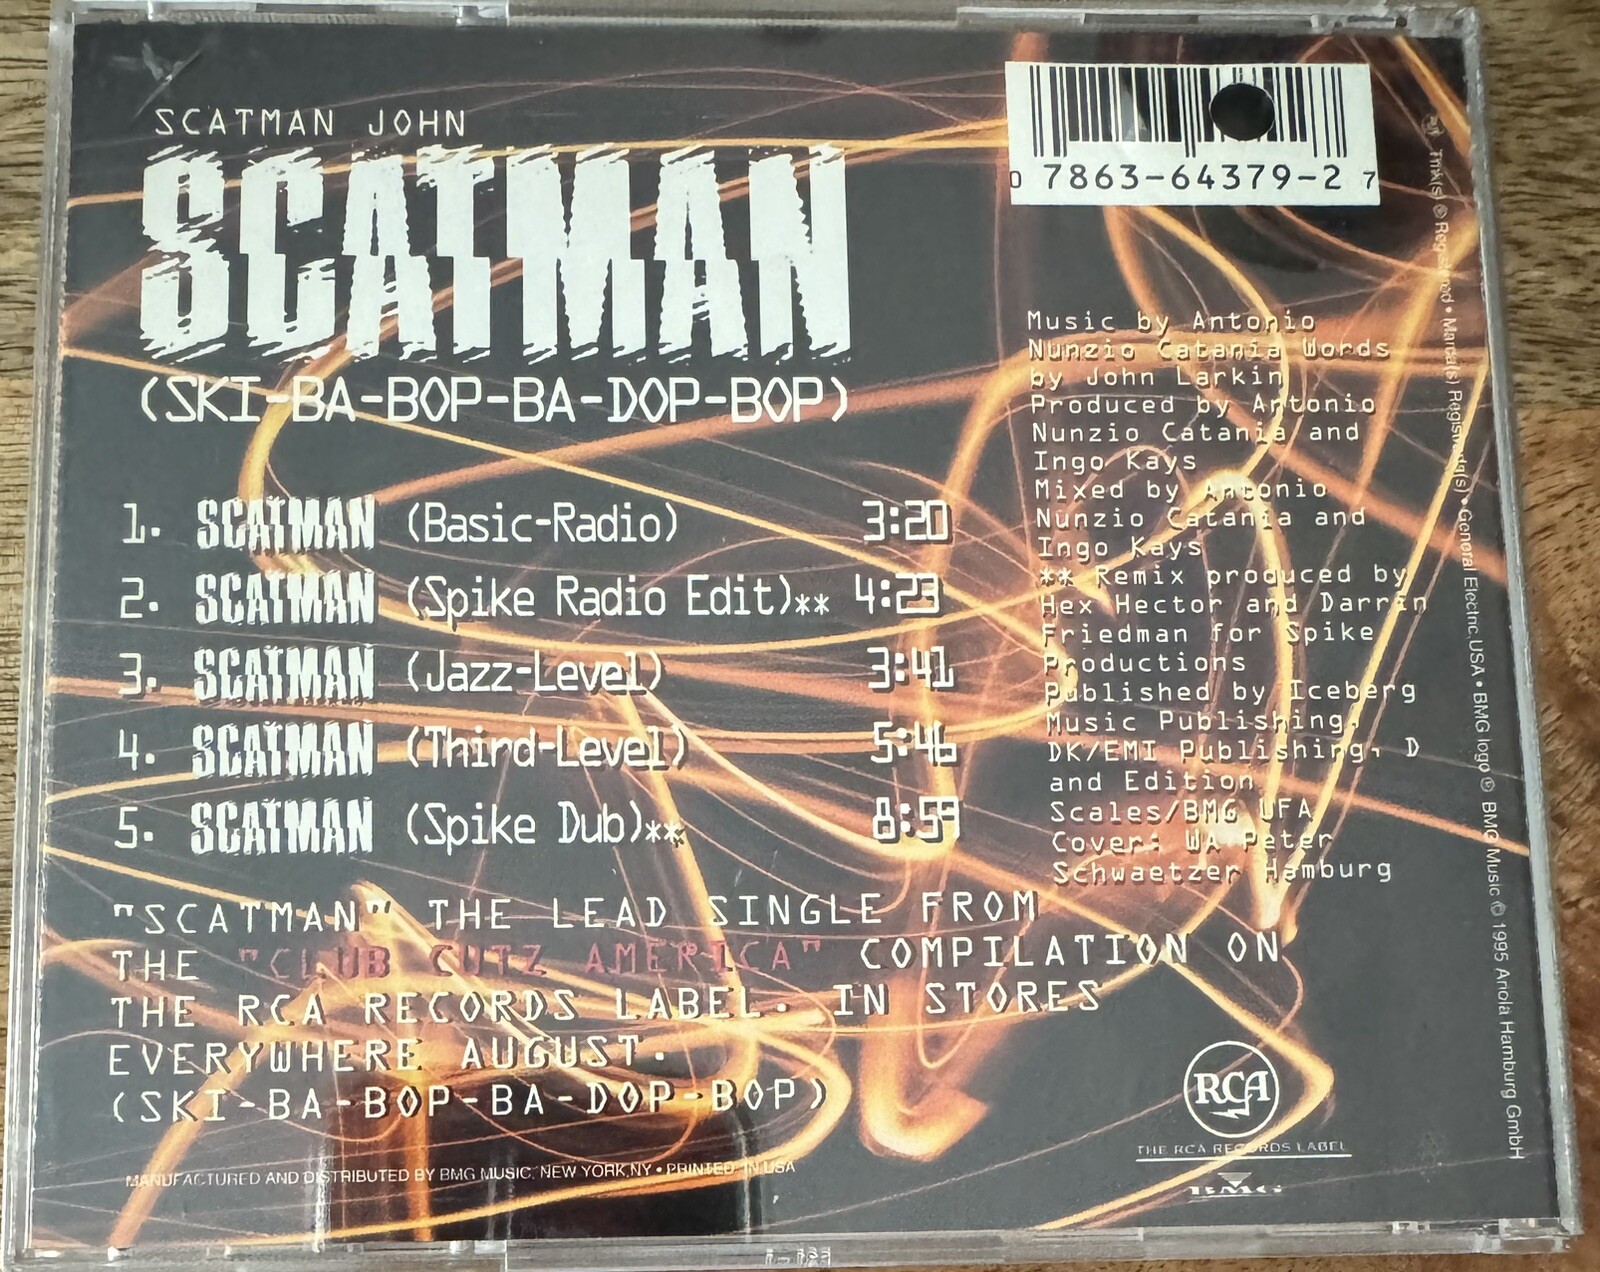 SCATMAN JOHN
SCATMAN
(SKI-BA-BOP-BA-DOP-BOP)
1. SCATMAN (Basic-Radio) 3:20
2. SCATMAN (Spike Radio Edit)** 4:23
3. SCATMAN (Jazz-Level) 3:41
4. SCATMAN (Third-Level) 5:46
5. SCATMAN (Spike Dub)** 8:59
"SCATMAN" THE LEAD SINGLE FROM
THE "CLUB CUTZ AMERICA" COMPILATION ON
THE RCA RECORDS LABEL. IN STORES
EVERYWHERE AUGUST.
(SKI-BA-BOP-BA-DOP-BOP)
MANUFACTURED AND DISTRIBUTED BY BMG MUSIC, NEW YORK, NY • PRINTED IN USA
0 7863-64379-2 7
Music by Antonio
Nunzio Catania Words
by John Larkin
Produced by Antonio
Nunzio Catania and
Ingo Kays
Mixed by Antonio
Nunzio Catania and
Ingo Kays
** Remix produced by
Hex Hector and Darrin
Friedman for Spike
Productions
Published by Iceberg
Music Publishing,
DK/EMI Publishing, D
and Edition
Scales/BMG UFA
Cover: WA Peter
Schwaetzer Hamburg
RCA
THE RCA RECORDS LABEL
BMG
Tmk(s) ® Registered • Marca(s) Registrada(s) • General Electric, USA • BMG logo ® BMG Music © 1995 Ariola Hamburg GmbH